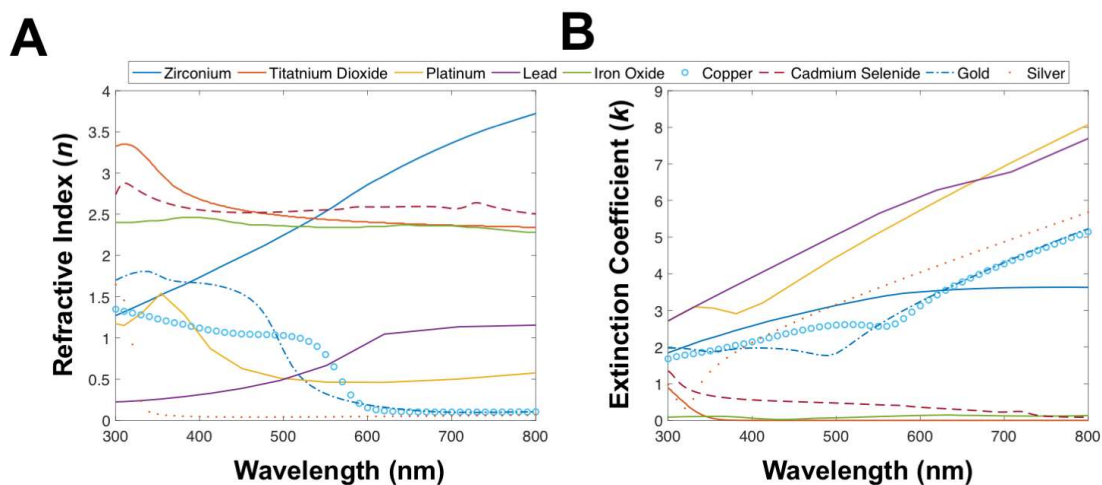 A
B
Zirconium Titatnium Dioxide Platinum Lead Iron Oxide Copper Cadmium Selenide Gold Silver
Refractive Index (n)
4
3.5
3
2.5
2
1.5
1
0.5
0
300 400 500 600 700 800
Wavelength (nm)
Extinction Coefficient (k)
9
8
7
6
5
4
3
2
1
0
300 400 500 600 700 800
Wavelength (nm)